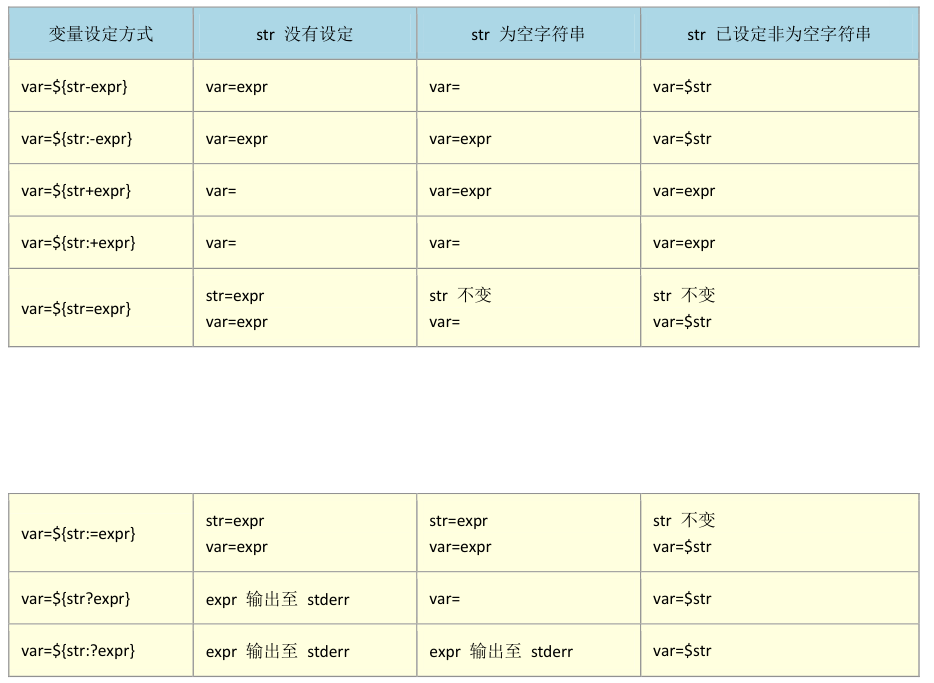 变量设定方式 str 没有设定 str 为空字符串 str 已设定非为空字符串
var=${str-expr} var=expr var= var=$str
var=${str:-expr} var=expr var=expr var=$str
var=${str+expr} var= var=expr var=expr
var=${str:+expr} var= var= var=expr
var=${str=expr}
str=expr str 不变 str 不变
var=expr var= var=$str
var=${str:=expr}
str=expr str=expr str 不变
var=expr var=expr var=$str
var=${str?expr} expr 输出至 stderr var= var=$str
var=${str:?expr} expr 输出至 stderr expr 输出至 stderr var=$str